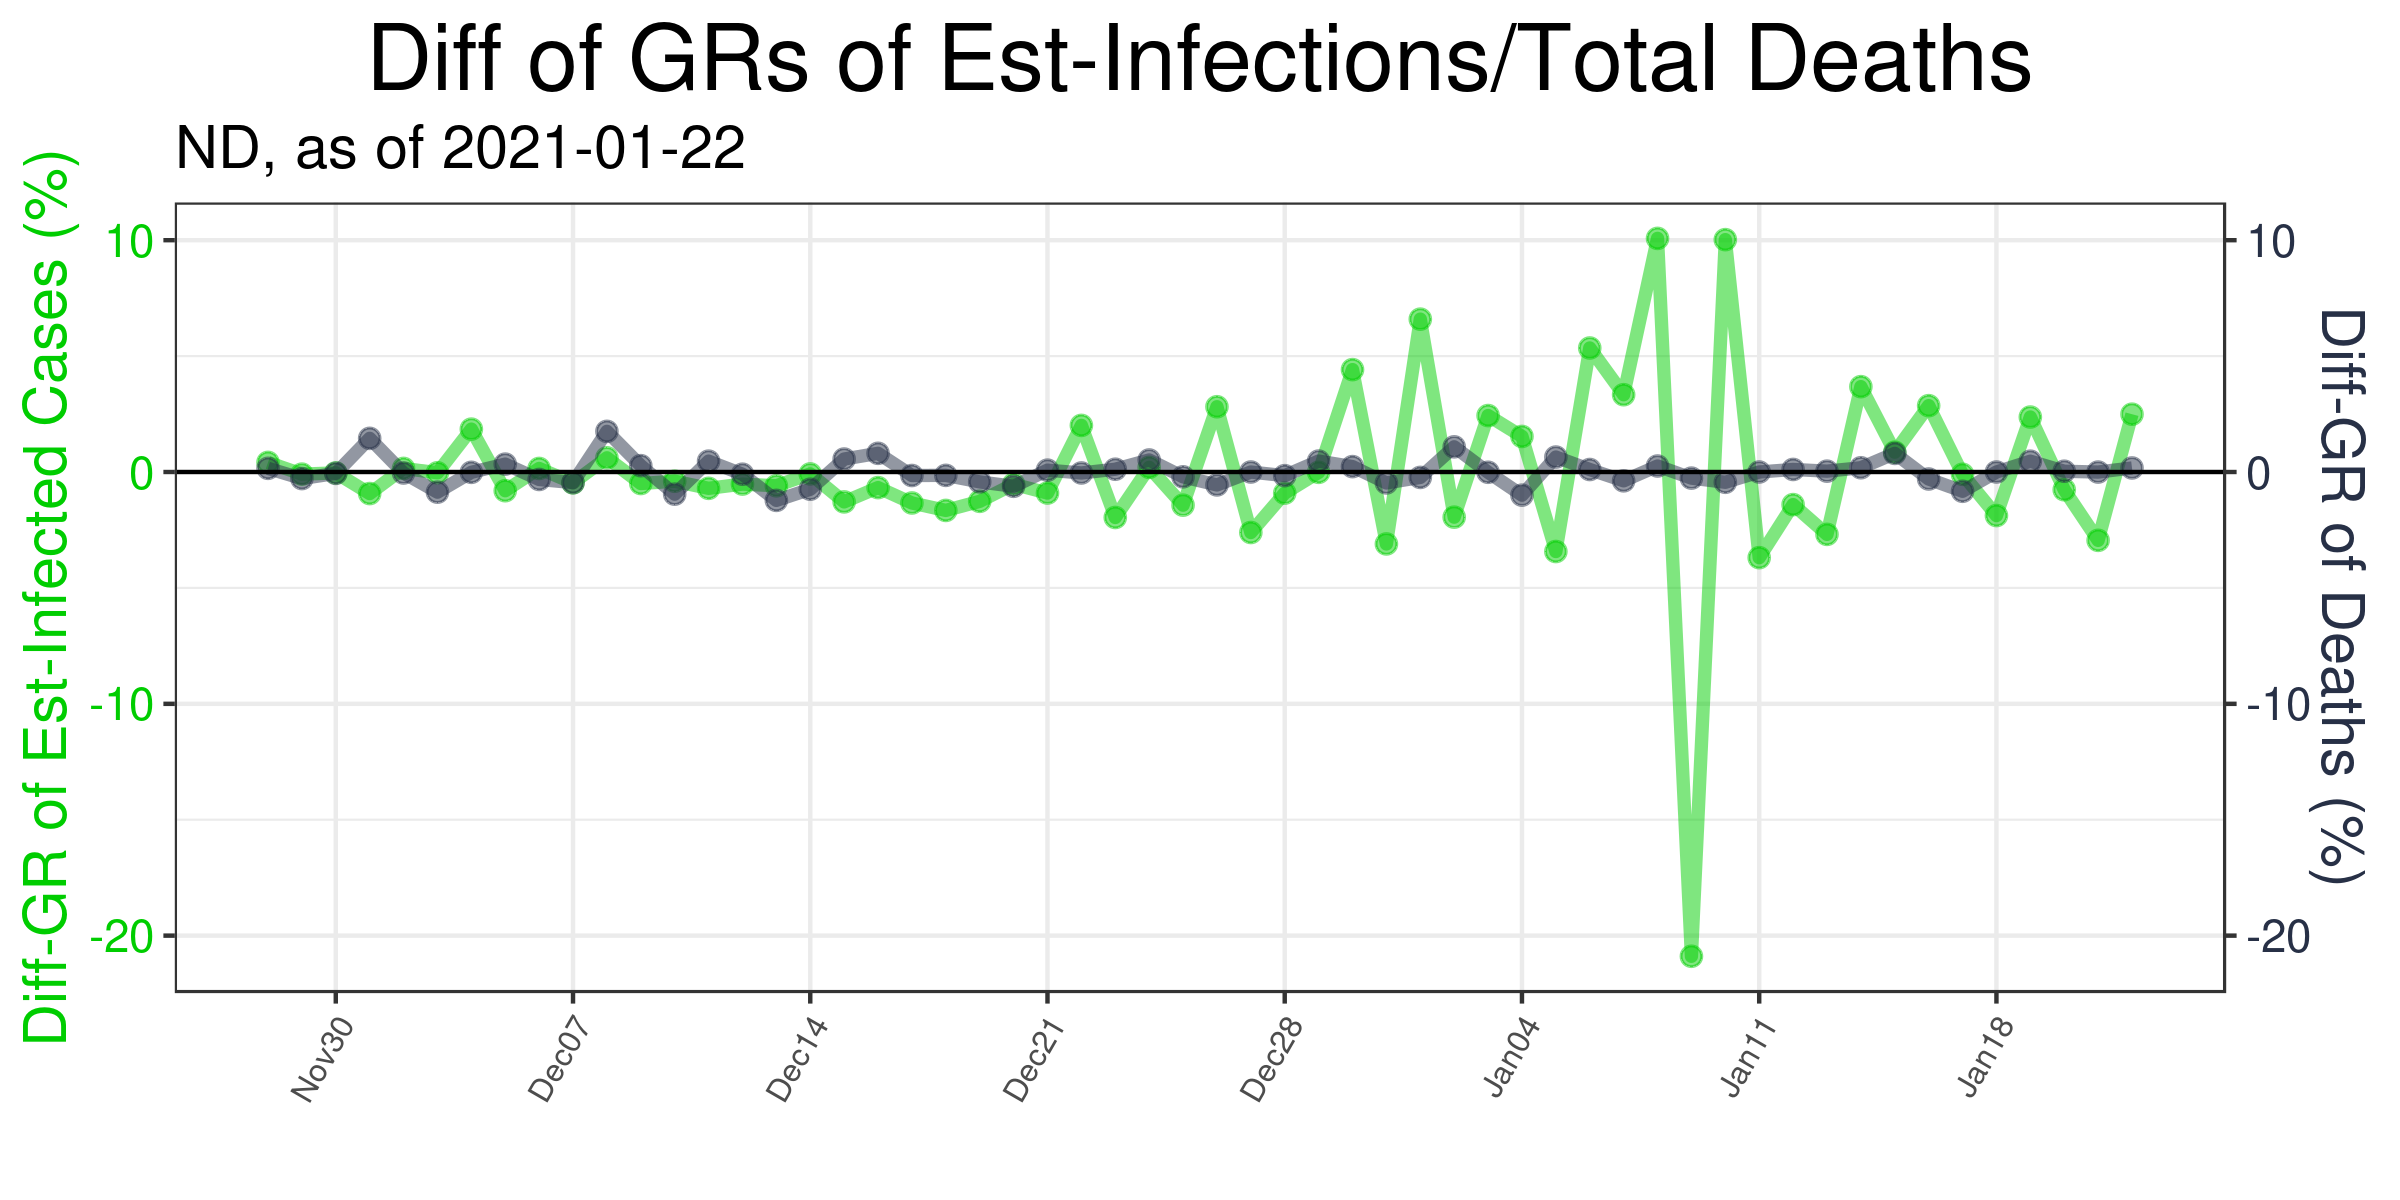 Diff of GRs of Est-Infections/Total Deaths
ND, as of 2021-01-22
Diff-GR of Est-Infected Cases (%)
10
0
-10
-20
10
0
-10
-20
Diff-GR of Deaths (%)
Nov30
Dec07
Dec14
Dec21
Dec28
Jan04
Jan11
Jan18